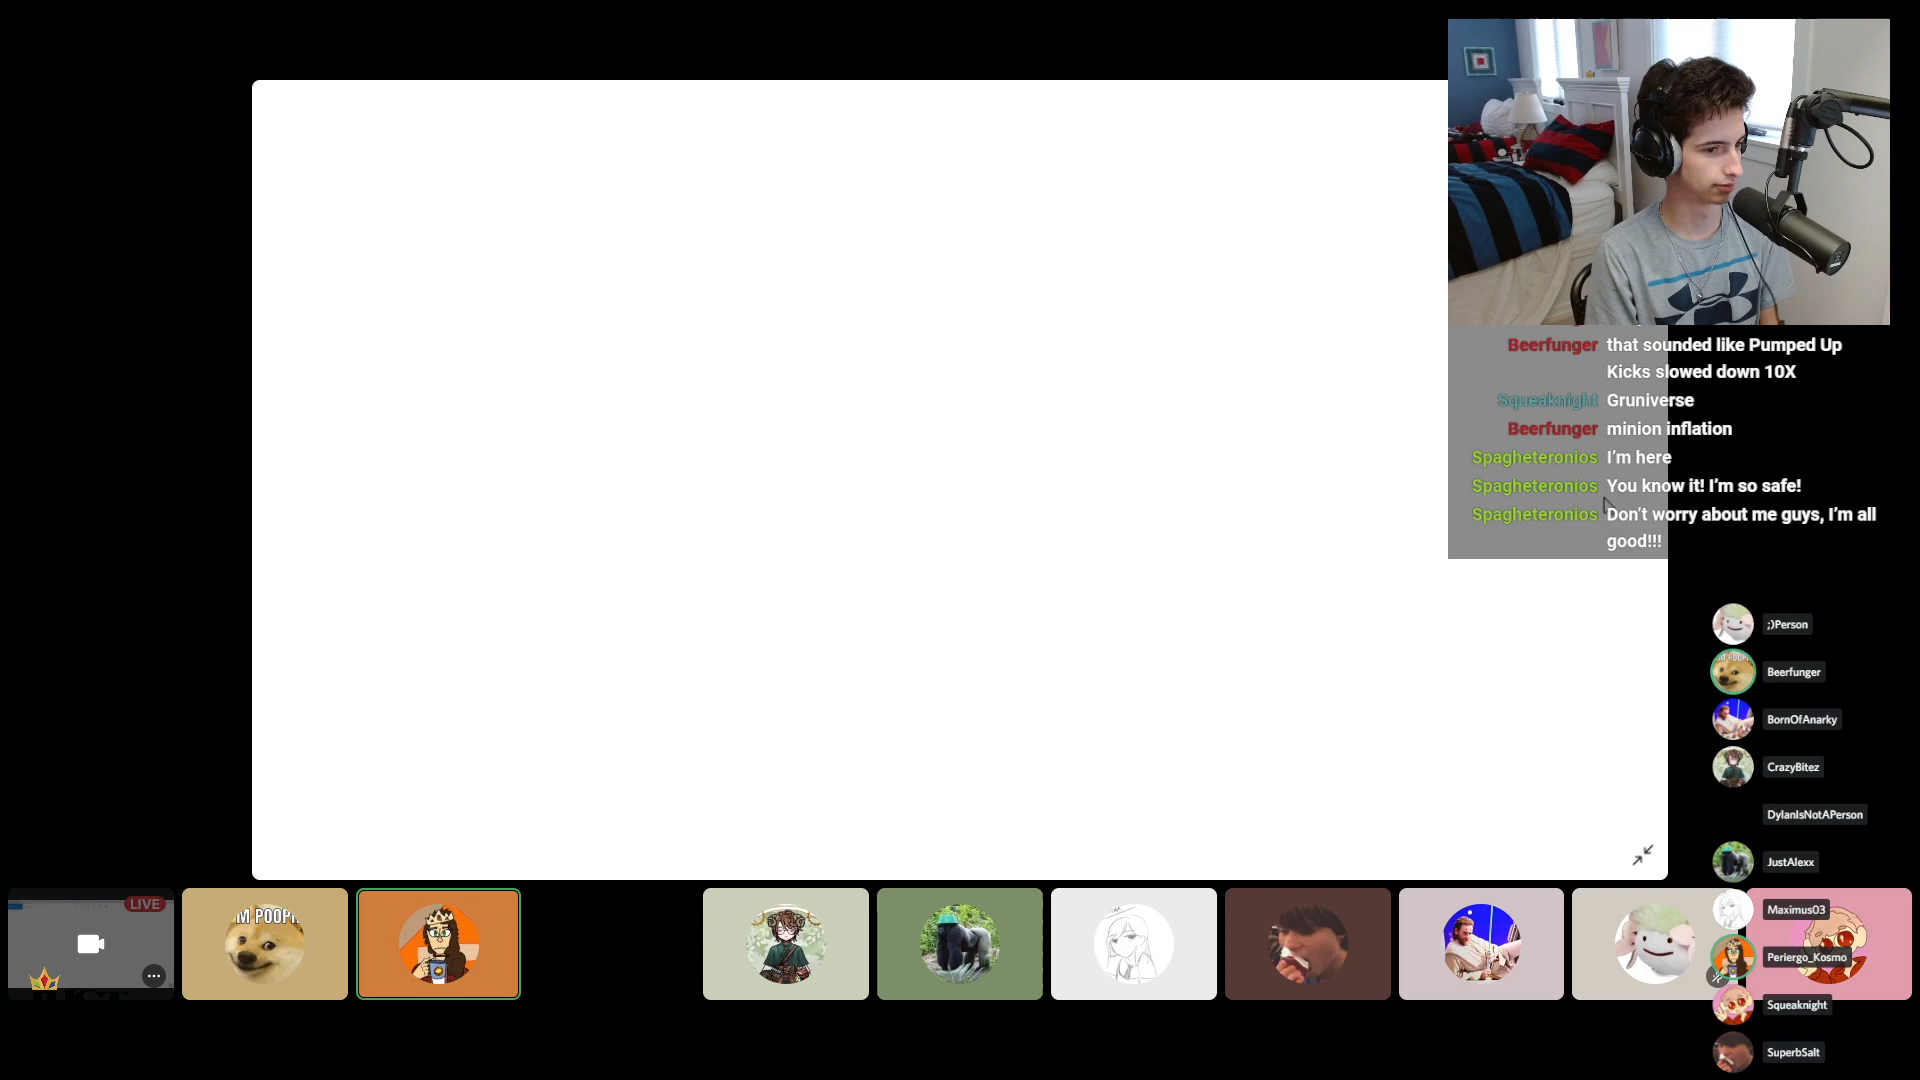 Beerfunger that sounded like Pumped Up
Kicks slowed down 10X
Squeaknight Gruniverse
Beerfunger minion inflation
Spagheteronios I'm here
Spagheteronios You know it! I'm so safe!
Spagheteronios Don't worry about me guys, I'm all
good!!!
;)Person
Beerfunger
BornOfAnarky
CrazyBitez
DylanIsNotAPerson
JustAlexx
Maximus03
Periergo_Kosmo
Squeaknight
SuperbSalt
LIVE